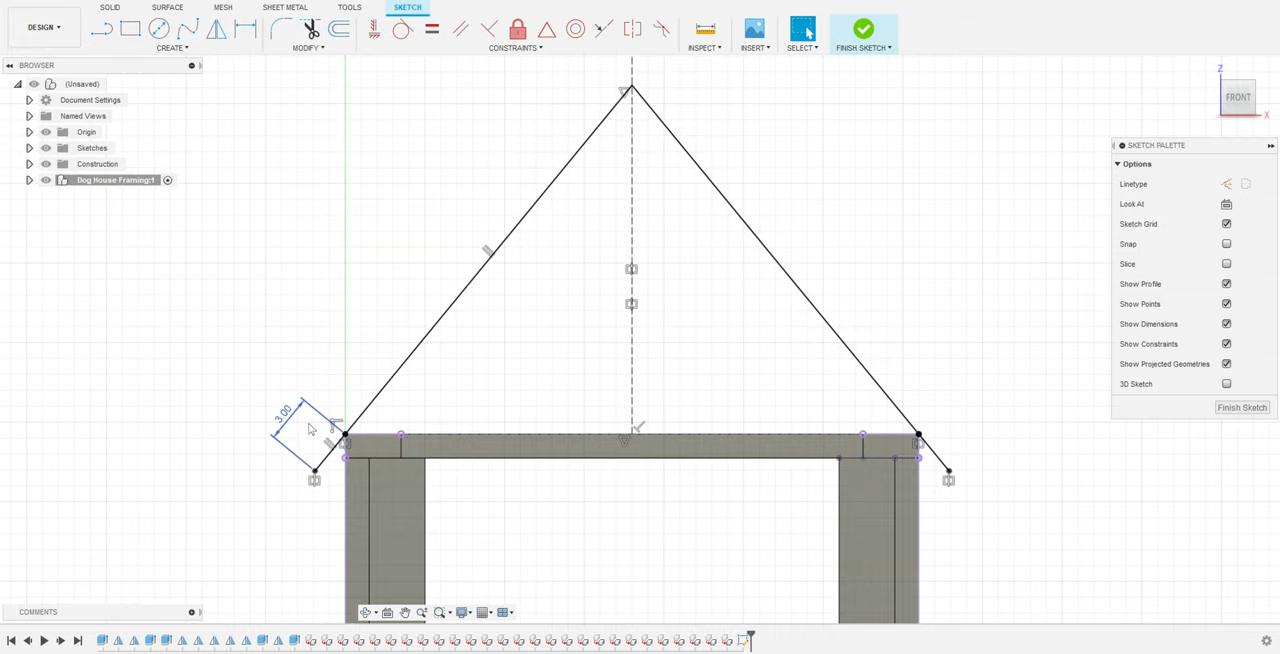 SOLID SURFACE MESH SHEET METAL TOOLS SKETCH
DESIGN ▾
CREATE ▾ MODIFY ▾ CONSTRAINTS ▾ INSPECT ▾ INSERT ▾ SELECT ▾ FINISH SKETCH ▾
BROWSER
(Unsaved)
Document Settings
Named Views
Origin
Sketches
Construction
Dog House Framing:1
Z
FRONT
X
SKETCH PALETTE
Options
Linetype
Look At
Sketch Grid
Snap
Slice
Show Profile
Show Points
Show Dimensions
Show Constraints
Show Projected Geometries
3D Sketch
Finish Sketch
3.00
COMMENTS